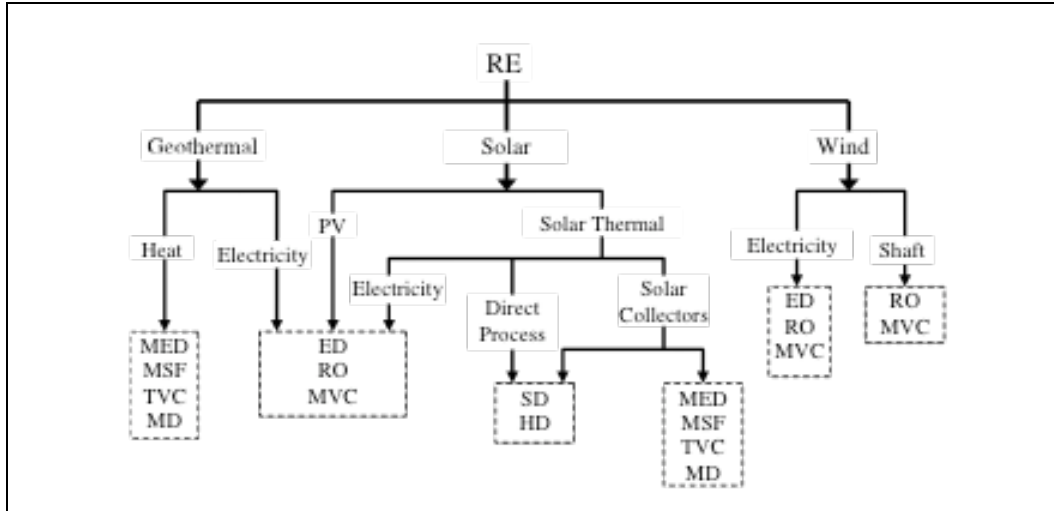 RE
Geothermal
Solar
Wind
PV
Solar Thermal
Heat
Electricity
Electricity
Shaft
Electricity
Direct
Process
Solar
Collectors
MED
MSF
TVC
MD
ED
RO
MVC
SD
HD
MED
MSF
TVC
MD
ED
RO
MVC
RO
MVC